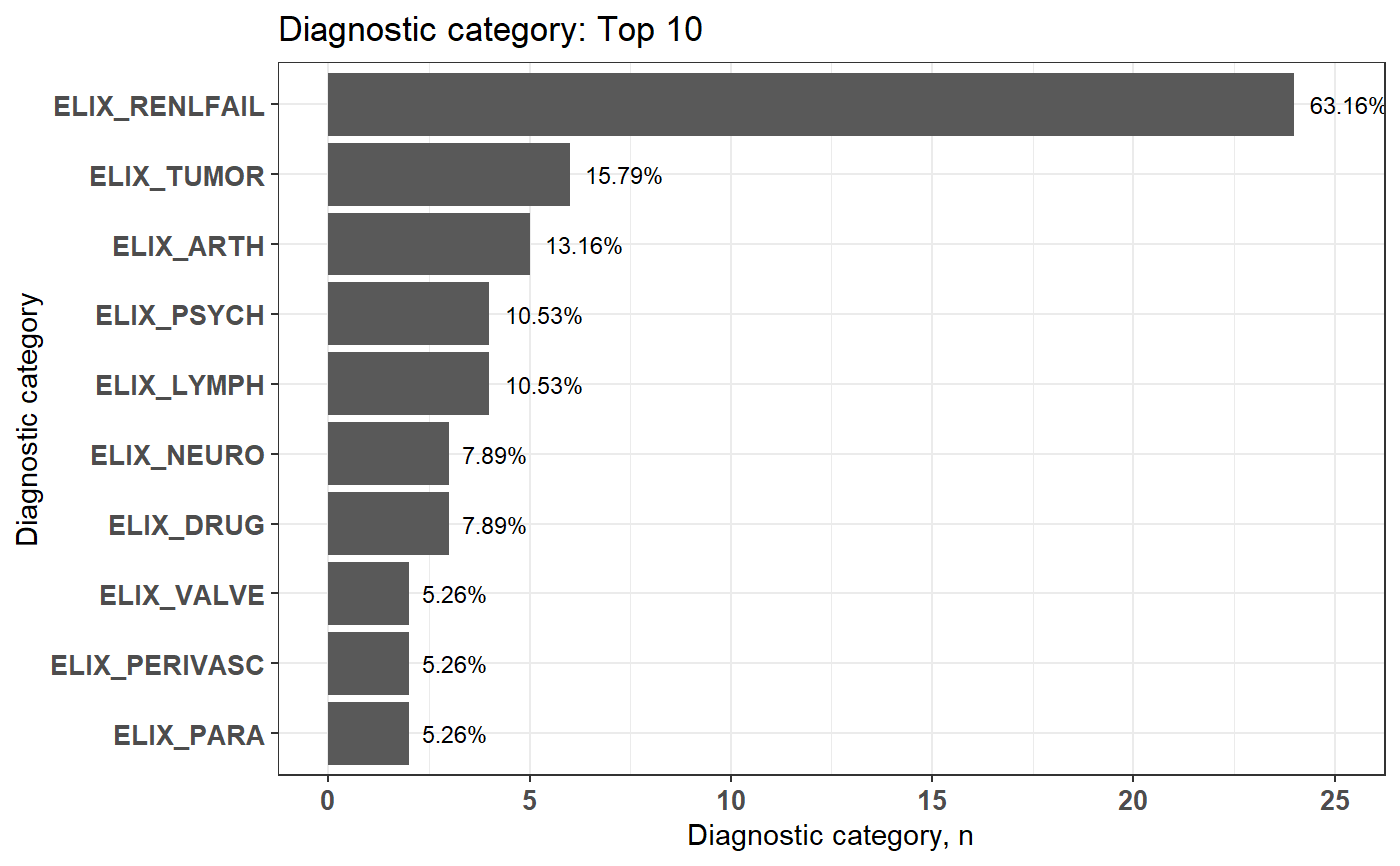 Diagnostic category: Top 10
ELIX_RENLFAIL 63.16%
ELIX_TUMOR 15.79%
ELIX_ARTH 13.16%
ELIX_PSYCH 10.53%
ELIX_LYMPH 10.53%
ELIX_NEURO 7.89%
ELIX_DRUG 7.89%
ELIX_VALVE 5.26%
ELIX_PERIVASC 5.26%
ELIX_PARA 5.26%
Diagnostic category
0 5 10 15 20 25
Diagnostic category, n